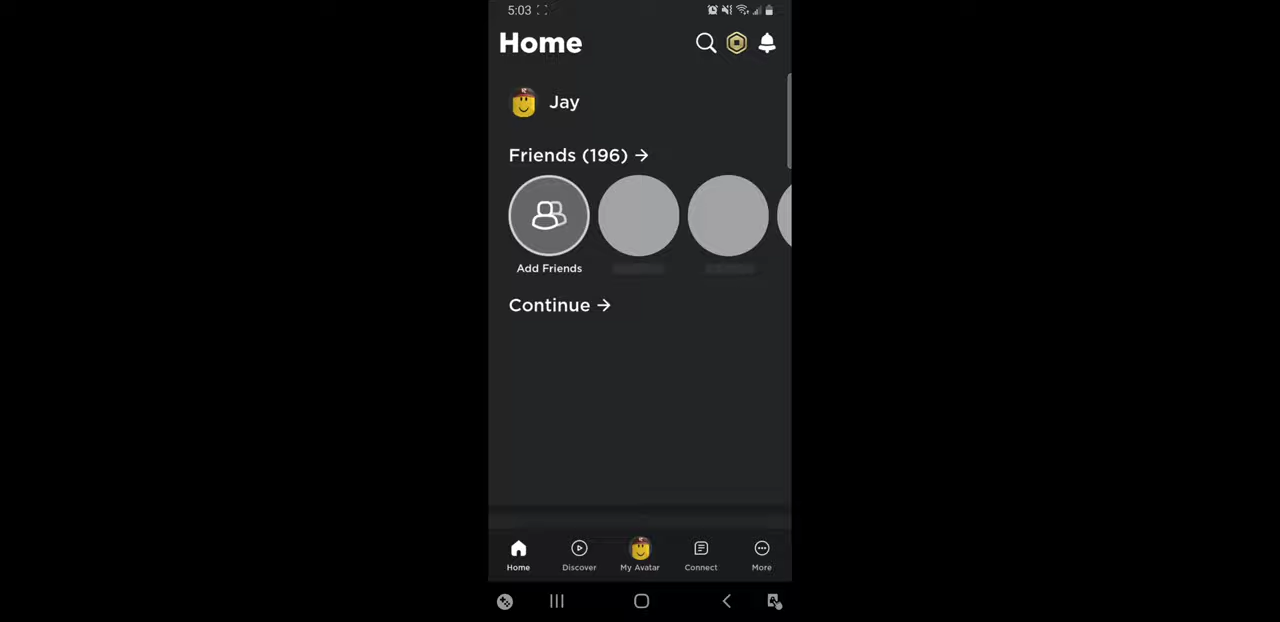 5:03
Home
Jay
Friends (196) →
Add Friends
Continue →
Home
Discover
My Avatar
Connect
More